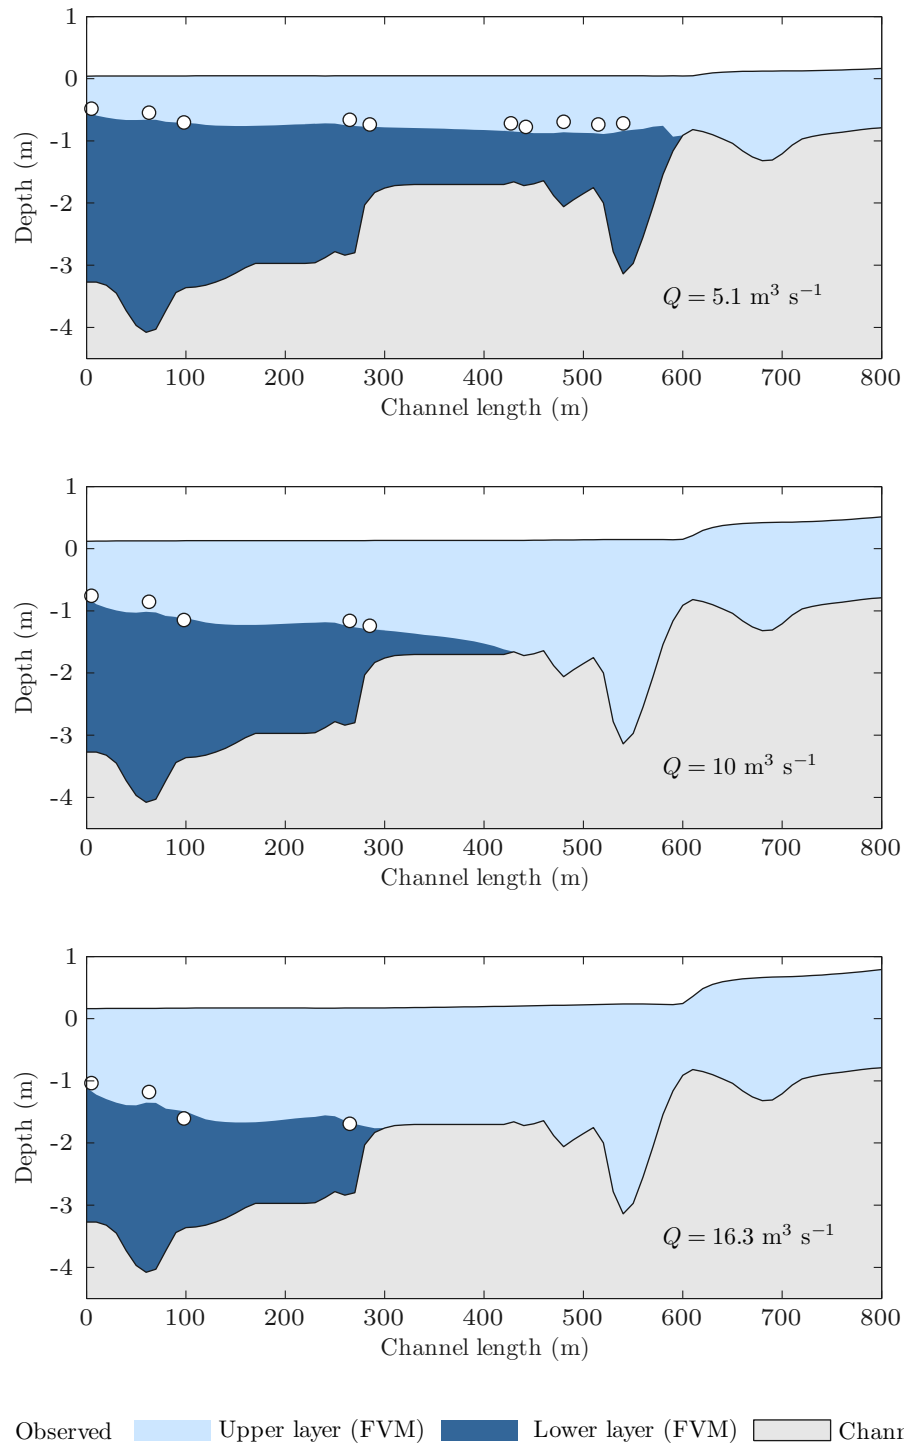 1
0
-1
-2
-3
-4
Depth (m)
Q = 5.1 m³ s⁻¹
0 100 200 300 400 500 600 700 800
Channel length (m)
1
0
-1
-2
-3
-4
Depth (m)
Q = 10 m³ s⁻¹
0 100 200 300 400 500 600 700 800
Channel length (m)
1
0
-1
-2
-3
-4
Depth (m)
Q = 16.3 m³ s⁻¹
0 100 200 300 400 500 600 700 800
Channel length (m)
Observed Upper layer (FVM) Lower layer (FVM) Chann